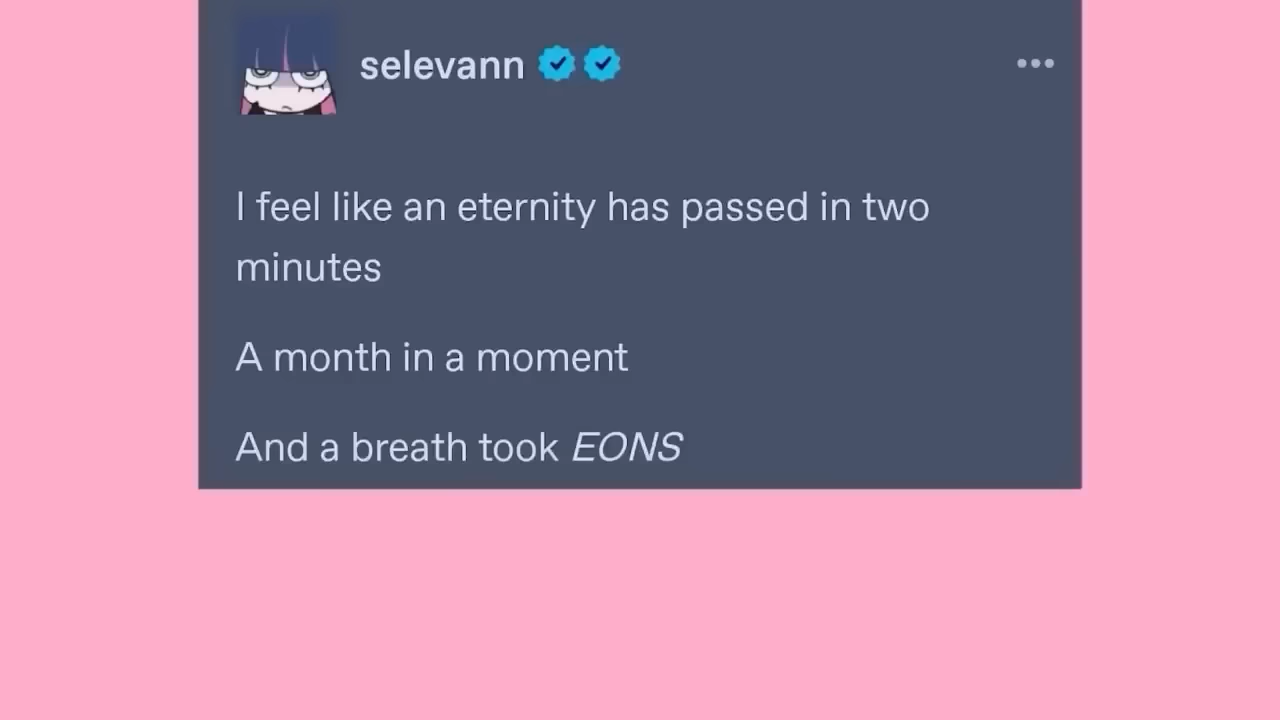 selevann
I feel like an eternity has passed in two
minutes
A month in a moment
And a breath took EONS